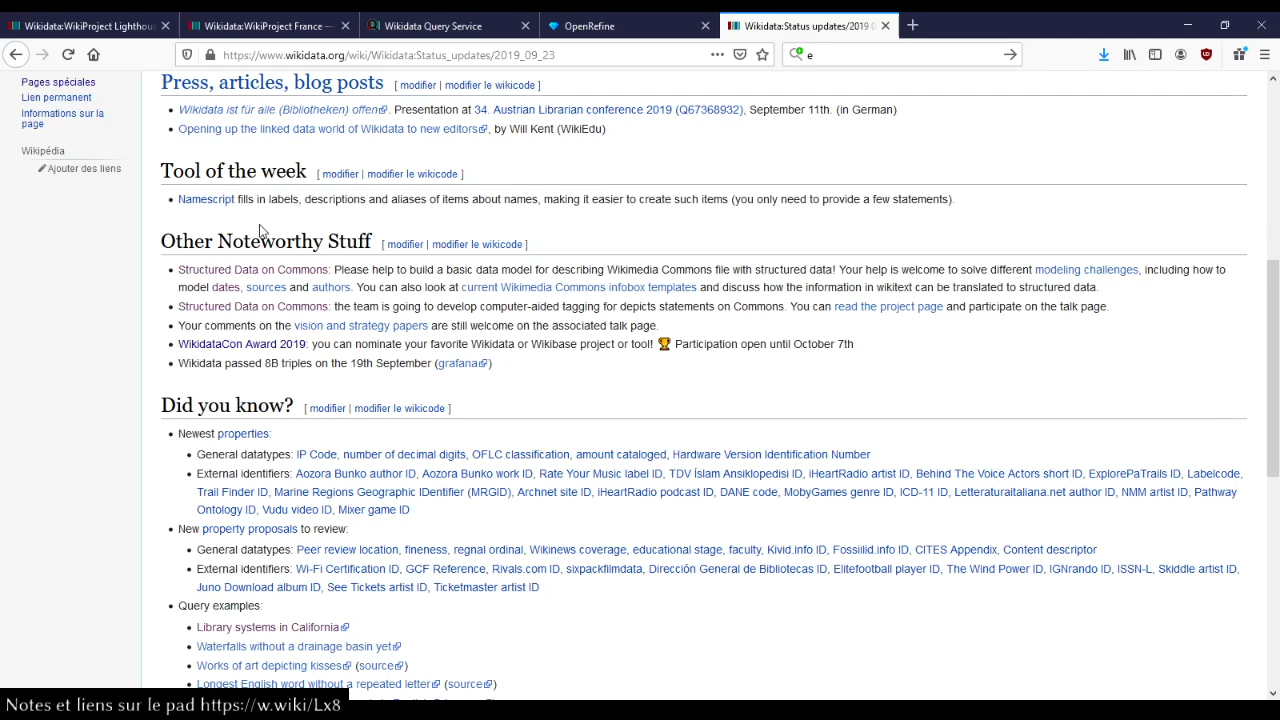 Wikidata:WikiProject Lighthous
Wikidata:WikiProject France —
Wikidata Query Service
OpenRefine
Wikidata:Status updates/2019 0
https://www.wikidata.org/wiki/Wikidata:Status_updates/2019_09_23
e
Pages spéciales
Lien permanent
Informations sur la
page
Wikipédia
Ajouter des liens
Press, articles, blog posts [ modifier | modifier le wikicode ]
• Wikidata ist für alle (Bibliotheken) offen. Presentation at 34. Austrian Librarian conference 2019 (Q67368932), September 11th. (in German)
• Opening up the linked data world of Wikidata to new editors, by Will Kent (WikiEdu)
Tool of the week [ modifier | modifier le wikicode ]
• Namescript fills in labels, descriptions and aliases of items about names, making it easier to create such items (you only need to provide a few statements).
Other Noteworthy Stuff [ modifier | modifier le wikicode ]
• Structured Data on Commons: Please help to build a basic data model for describing Wikimedia Commons file with structured data! Your help is welcome to solve different modeling challenges, including how to
model dates, sources and authors. You can also look at current Wikimedia Commons infobox templates and discuss how the information in wikitext can be translated to structured data.
• Structured Data on Commons: the team is going to develop computer-aided tagging for depicts statements on Commons. You can read the project page and participate on the talk page.
• Your comments on the vision and strategy papers are still welcome on the associated talk page.
• WikidataCon Award 2019: you can nominate your favorite Wikidata or Wikibase project or tool! 🏆 Participation open until October 7th
• Wikidata passed 8B triples on the 19th September (grafana)
Did you know? [ modifier | modifier le wikicode ]
• Newest properties:
• General datatypes: IP Code, number of decimal digits, OFLC classification, amount cataloged, Hardware Version Identification Number
• External identifiers: Aozora Bunko author ID, Aozora Bunko work ID, Rate Your Music label ID, TDV İslam Ansiklopedisi ID, iHeartRadio artist ID, Behind The Voice Actors short ID, ExplorePaTrails ID, Labelcode,
Trail Finder ID, Marine Regions Geographic IDentifier (MRGID), Archnet site ID, iHeartRadio podcast ID, DANE code, MobyGames genre ID, ICD-11 ID, Letteraturaitaliana.net author ID, NMM artist ID, Pathway
Ontology ID, Vudu video ID, Mixer game ID
• New property proposals to review:
• General datatypes: Peer review location, fineness, regnal ordinal, Wikinews coverage, educational stage, faculty, Kivid.info ID, Fossiilid.info ID, CITES Appendix, Content descriptor
• External identifiers: Wi-Fi Certification ID, GCF Reference, Rivals.com ID, sixpackfilmdata, Dirección General de Bibliotecas ID, Elitefootball player ID, The Wind Power ID, IGNrando ID, ISSN-L, Skiddle artist ID,
Juno Download album ID, See Tickets artist ID, Ticketmaster artist ID
• Query examples:
• Library systems in California
• Waterfalls without a drainage basin yet
• Works of art depicting kisses (source)
• Longest English word without a repeated letter (source)
Notes et liens sur le pad https://w.wiki/Lx8